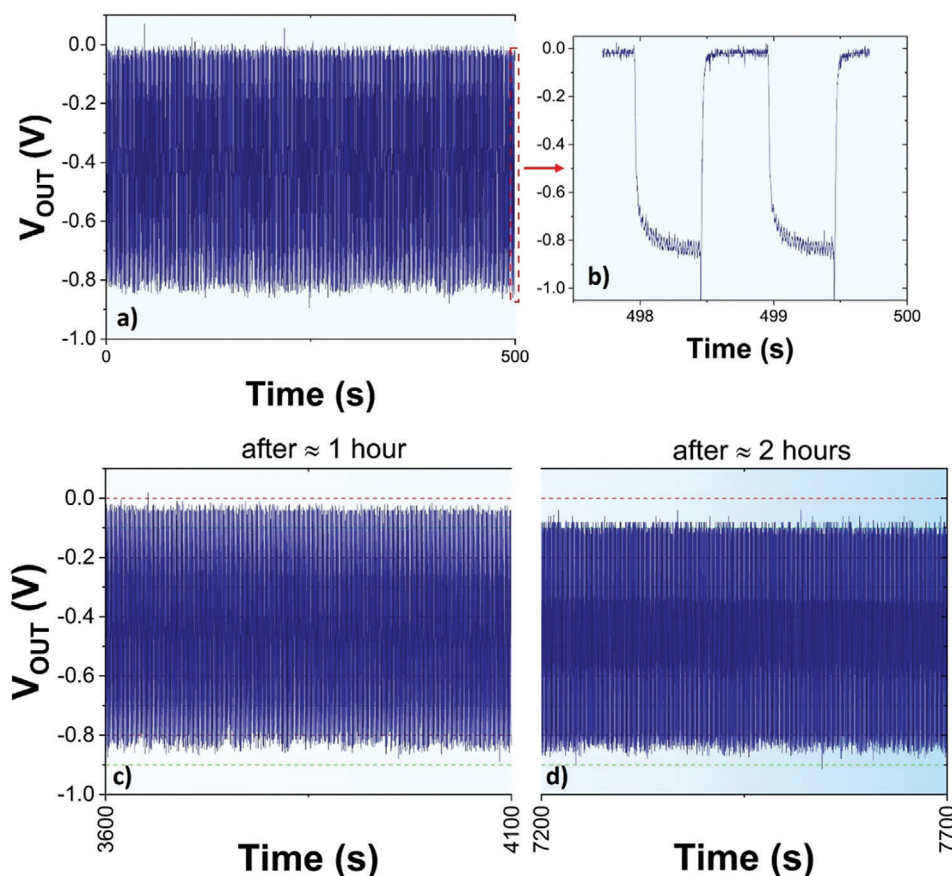 0.0
-0.2
-0.4
-0.6
-0.8
-1.0
V_OUT (V)
a)
0
500
Time (s)
0.0
-0.2
-0.4
-0.6
-0.8
-1.0
b)
498
499
500
Time (s)
after ≈ 1 hour
0.0
-0.2
-0.4
-0.6
-0.8
-1.0
V_OUT (V)
c)
3600
4100
Time (s)
after ≈ 2 hours
d)
7200
7700
Time (s)